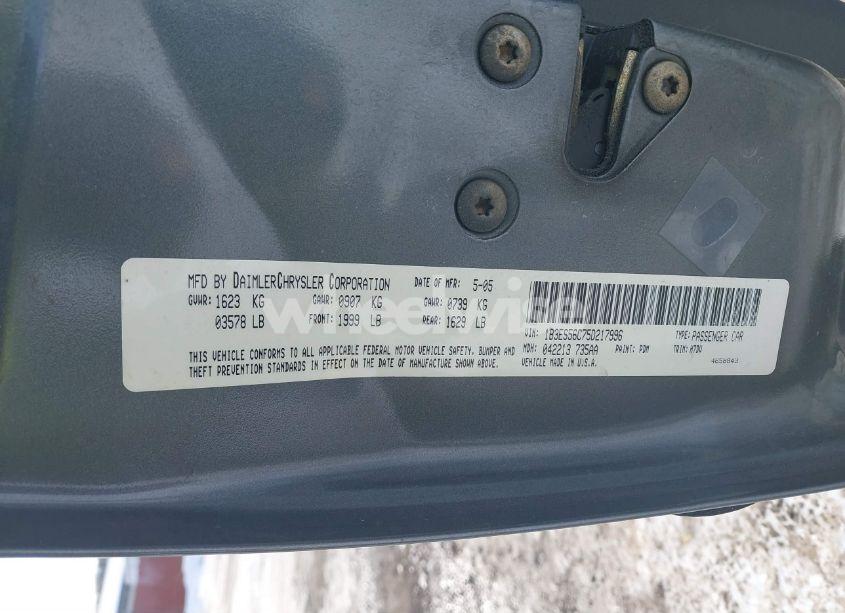 MFD BY DAIMLERCHRYSLER CORPORATION DATE OF MFR: 5-05
GVWR: 1623 KG GAWR: 0907 KG GAWR: 0739 KG
03578 LB FRONT: 1999 LB REAR: 1629 LB
THIS VEHICLE CONFORMS TO ALL APPLICABLE FEDERAL MOTOR VEHICLE SAFETY, BUMPER AND
THEFT PREVENTION STANDARDS IN EFFECT ON THE DATE OF MANUFACTURE SHOWN ABOVE.
VIN: 1B3ES56C75D217996 TYPE: PASSENGER CAR
MDH: 042213 735AA PAINT: PDM TRIM: 07DU
VEHICLE MADE IN U.S.A. 4658843
wheelwise